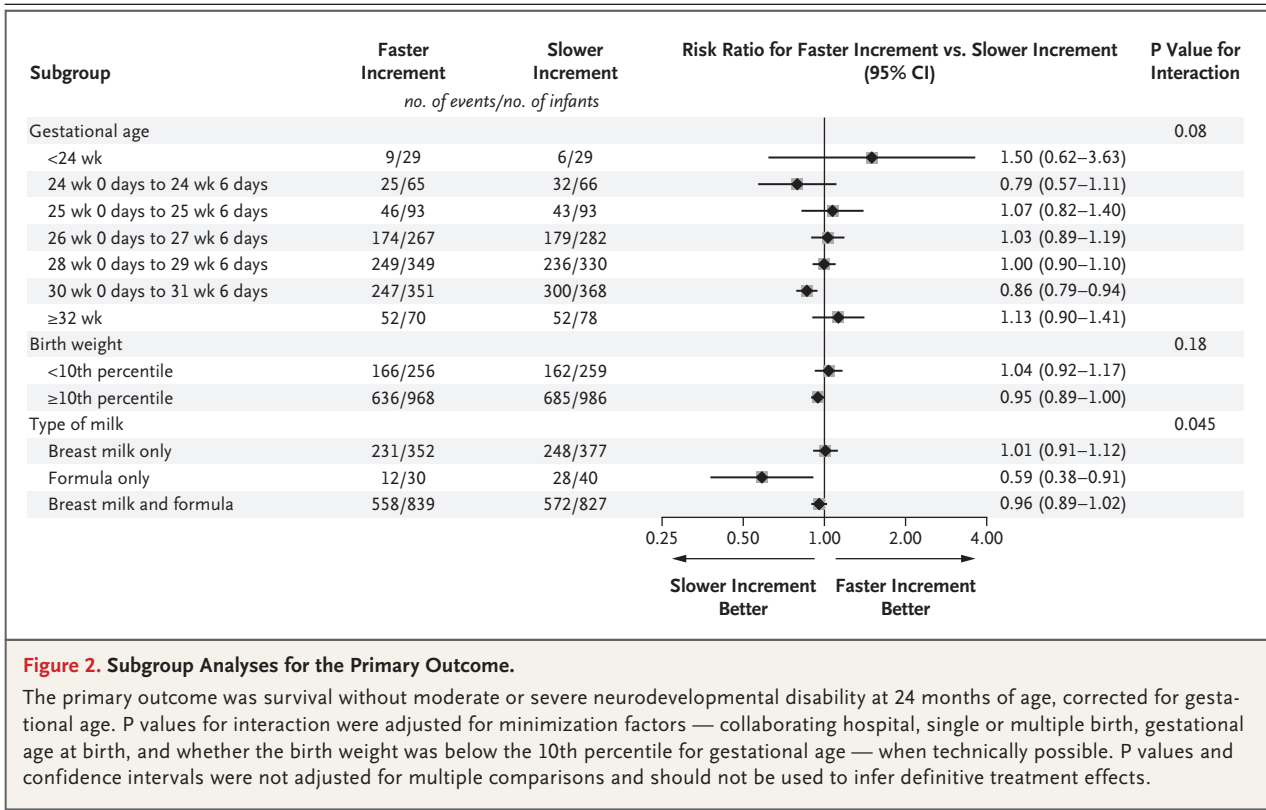 Subgroup
Faster Increment
Slower Increment
Risk Ratio for Faster Increment vs. Slower Increment (95% CI)
P Value for Interaction
no. of events/no. of infants
Gestational age 0.08
<24 wk 9/29 6/29 1.50 (0.62–3.63)
24 wk 0 days to 24 wk 6 days 25/65 32/66 0.79 (0.57–1.11)
25 wk 0 days to 25 wk 6 days 46/93 43/93 1.07 (0.82–1.40)
26 wk 0 days to 27 wk 6 days 174/267 179/282 1.03 (0.89–1.19)
28 wk 0 days to 29 wk 6 days 249/349 236/330 1.00 (0.90–1.10)
30 wk 0 days to 31 wk 6 days 247/351 300/368 0.86 (0.79–0.94)
≥32 wk 52/70 52/78 1.13 (0.90–1.41)
Birth weight 0.18
<10th percentile 166/256 162/259 1.04 (0.92–1.17)
≥10th percentile 636/968 685/986 0.95 (0.89–1.00)
Type of milk 0.045
Breast milk only 231/352 248/377 1.01 (0.91–1.12)
Formula only 12/30 28/40 0.59 (0.38–0.91)
Breast milk and formula 558/839 572/827 0.96 (0.89–1.02)
0.25 0.50 1.00 2.00 4.00
Slower Increment Better
Faster Increment Better
Figure 2. Subgroup Analyses for the Primary Outcome.
The primary outcome was survival without moderate or severe neurodevelopmental disability at 24 months of age, corrected for gesta-
tional age. P values for interaction were adjusted for minimization factors — collaborating hospital, single or multiple birth, gestational
age at birth, and whether the birth weight was below the 10th percentile for gestational age — when technically possible. P values and
confidence intervals were not adjusted for multiple comparisons and should not be used to infer definitive treatment effects.